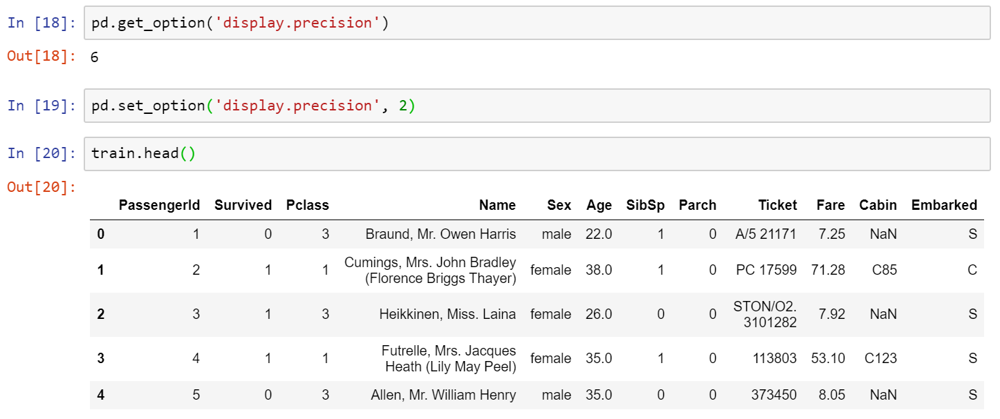 In [18]: pd.get_option('display.precision')
Out[18]: 6
In [19]: pd.set_option('display.precision', 2)
In [20]: train.head()
Out[20]:
PassengerId Survived Pclass Name Sex Age SibSp Parch Ticket Fare Cabin Embarked
0 1 0 3 Braund, Mr. Owen Harris male 22.0 1 0 A/5 21171 7.25 NaN S
1 2 1 1 Cumings, Mrs. John Bradley (Florence Briggs Thayer) female 38.0 1 0 PC 17599 71.28 C85 C
2 3 1 3 Heikkinen, Miss. Laina female 26.0 0 0 STON/O2. 3101282 7.92 NaN S
3 4 1 1 Futrelle, Mrs. Jacques Heath (Lily May Peel) female 35.0 1 0 113803 53.10 C123 S
4 5 0 3 Allen, Mr. William Henry male 35.0 0 0 373450 8.05 NaN S